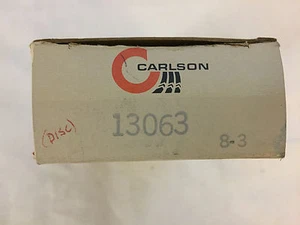 CARLSON
(DISC)
13063
8-3